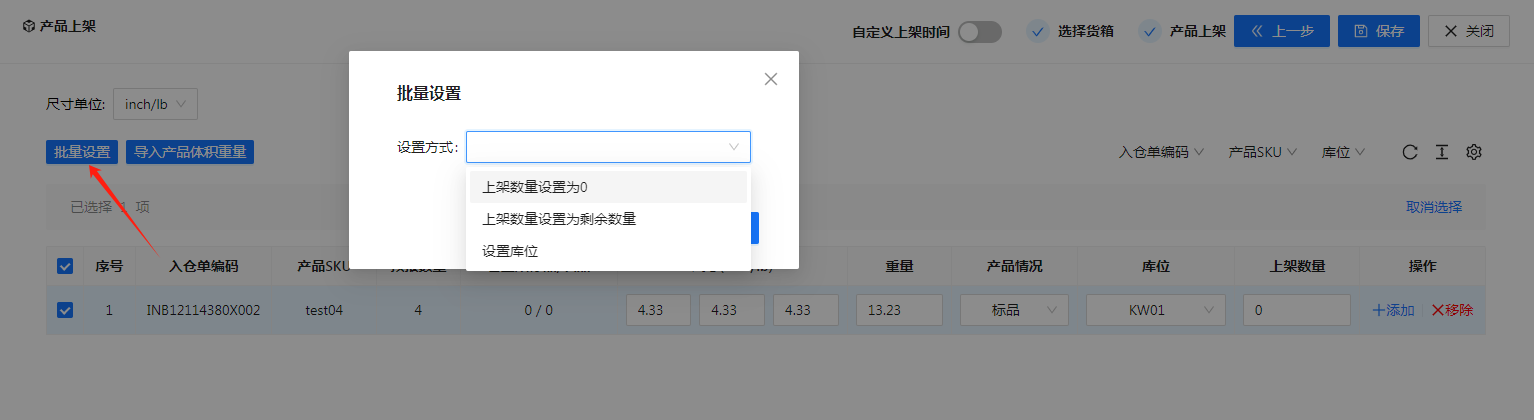 产品上架
自定义上架时间 选择货箱 产品上架 上一步 保存 关闭
批量设置
尺寸单位: inch/lb
设置方式:
批量设置 导入产品体积重量
入仓单编码 产品SKU 库位
上架数量设置为0
上架数量设置为剩余数量
设置库位
已选择 1 项
取消选择
序号 入仓单编码 产品SKU 重量 产品情况 库位 上架数量 操作
1 INB12114380X002 test04 4 0 / 0 4.33 4.33 4.33 13.23 标品 KW01 0 添加 移除